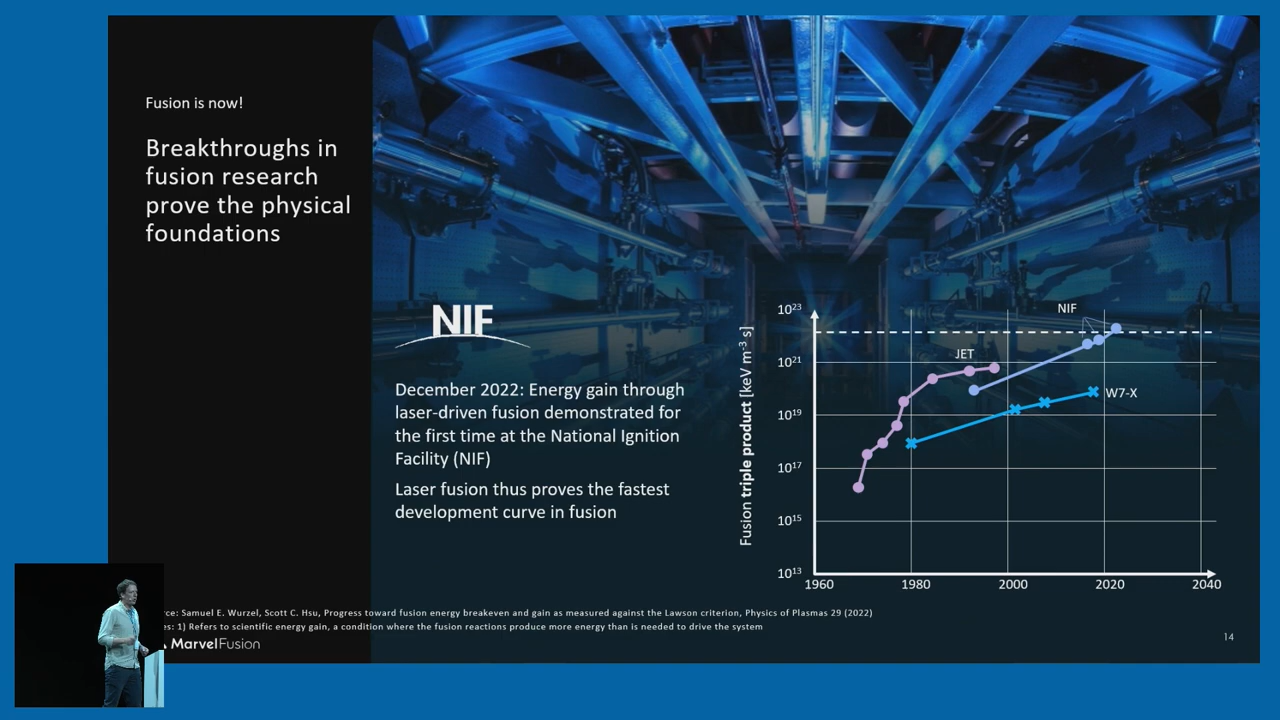 Fusion is now!
Breakthroughs in
fusion research
prove the physical
foundations
NIF
December 2022: Energy gain through
laser-driven fusion demonstrated for
the first time at the National Ignition
Facility (NIF)
Laser fusion thus proves the fastest
development curve in fusion
Fusion triple product [keV m⁻³ s]
10²³
10²¹
10¹⁹
10¹⁷
10¹⁵
10¹³
1960 1980 2000 2020 2040
NIF
JET
W7-X
Samuel E. Wurzel, Scott C. Hsu, Progress toward fusion energy breakeven and gain as measured against the Lawson criterion, Physics of Plasmas 29 (2022)
1) Refers to scientific energy gain, a condition where the fusion reactions produce more energy than is needed to drive the system
MarvelFusion
14